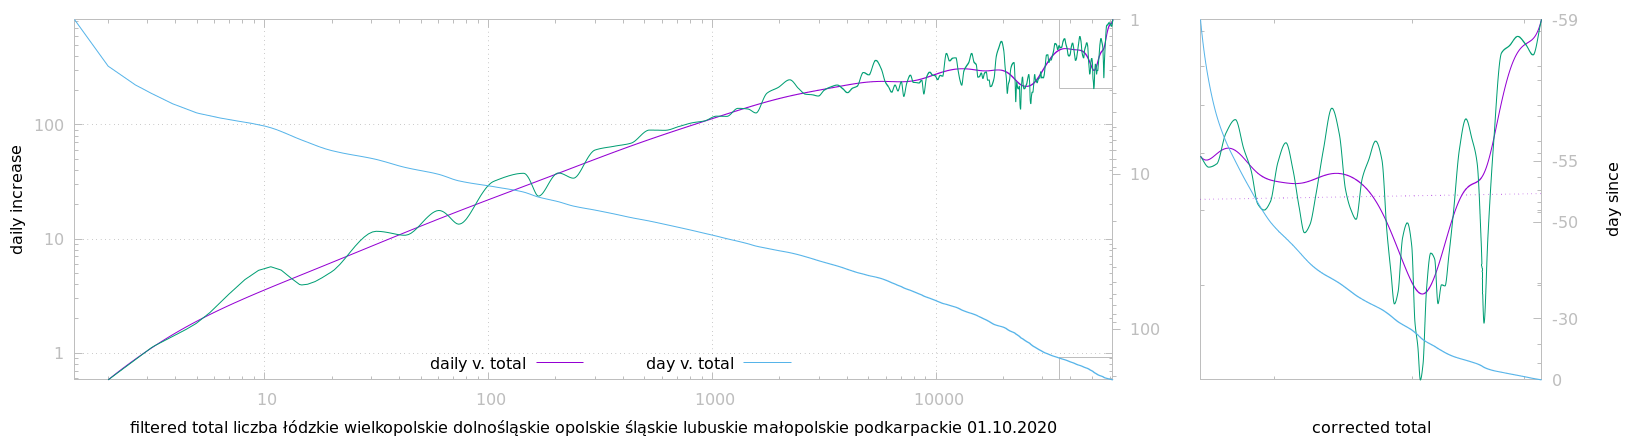 daily increase
100
10
1
10
100
1000
10000
1
10
100
daily v. total
day v. total
filtered total liczba łódzkie wielkopolskie dolnośląskie opolskie śląskie lubuskie małopolskie podkarpackie 01.10.2020
-59
-55
-50
-30
0
day since
corrected total